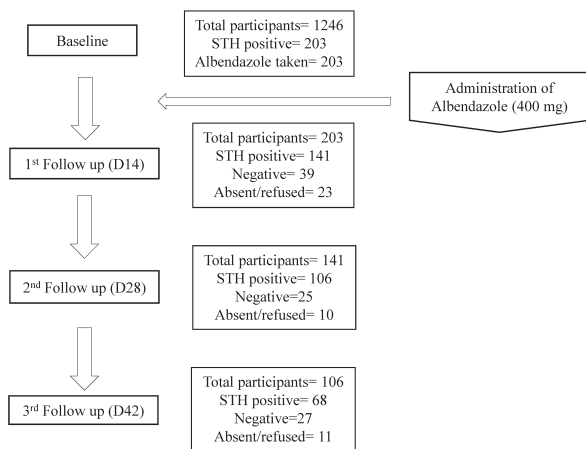 Baseline
Total participants= 1246
STH positive= 203
Albendazole taken= 203
Administration of
Albendazole (400 mg)
1st Follow up (D14)
Total participants= 203
STH positive= 141
Negative= 39
Absent/refused= 23
2nd Follow up (D28)
Total participants= 141
STH positive= 106
Negative=25
Absent/refused= 10
3rd Follow up (D42)
Total participants= 106
STH positive= 68
Negative=27
Absent/refused= 11